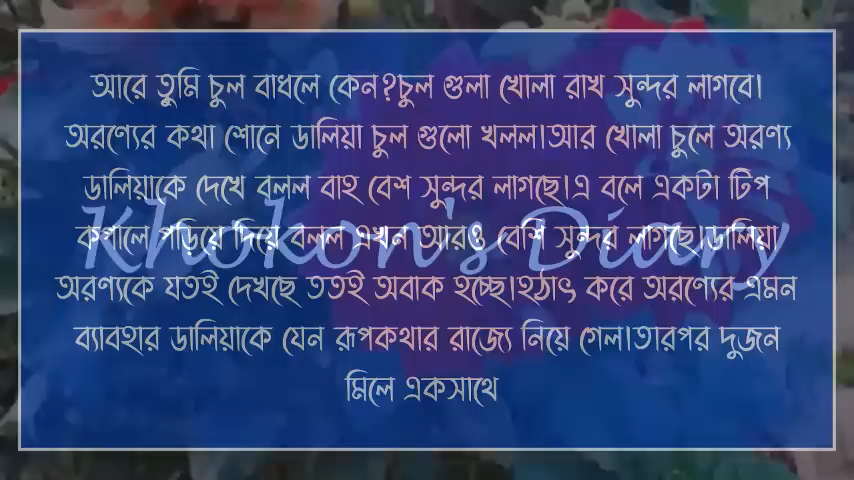 আরে তুমি চুল বাধলে কেন?চুল গুলা খোলা রাখ সুন্দর লাগবে।
অরণ্যের কথা শোনে ডালিয়া চুল গুলো খলল।আর খোলা চুলে অরণ্য
ডালিয়াকে দেখে বলল বাহ বেশ সুন্দর লাগছে।এ বলে একটা টিপ
কপালে পড়িয়ে দিয়ে বলল এখন আরও বেশি সুন্দর লাগছে।ডালিয়া
Khokon's Diary
অরণ্যকে যতই দেখছে ততই অবাক হচ্ছে।হঠাৎ করে অরণ্যের এমন
ব্যাবহার ডালিয়াকে যেন রূপকথার রাজ্যে নিয়ে গেল।তারপর দুজন
মিলে একসাথে